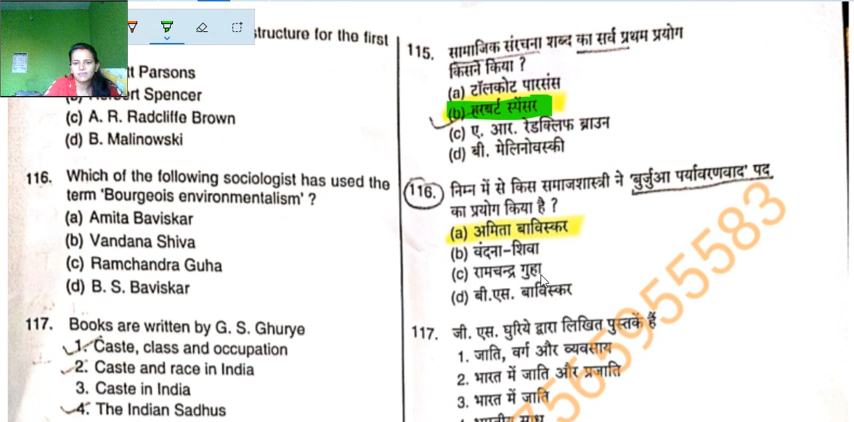 structure for the first
tt Parsons
Herbert Spencer
(c) A. R. Radcliffe Brown
(d) B. Malinowski
116. Which of the following sociologist has used the
term 'Bourgeois environmentalism' ?
(a) Amita Baviskar
(b) Vandana Shiva
(c) Ramchandra Guha
(d) B. S. Baviskar
117. Books are written by G. S. Ghurye
1. Caste, class and occupation
2. Caste and race in India
3. Caste in India
4. The Indian Sadhus
115. सामाजिक संरचना शब्द का सर्व प्रथम प्रयोग
किसने किया ?
(a) टॉलकोट पारसंस
(b) हरबर्ट स्पेंसर
(c) ए. आर. रेडक्लिफ ब्राउन
(d) बी. मेलिनोवस्की
116. निम्न में से किस समाजशास्त्री ने 'बुर्जुआ पर्यावरणवाद' पद
का प्रयोग किया है ?
(a) अमिता बाविस्कर
(b) वंदना-शिवा
(c) रामचन्द्र गुहा
(d) बी.एस. बाविस्कर
117. जी. एस. घुरिये द्वारा लिखित पुस्तकें हैं
1. जाति, वर्ग और व्यवसाय
2. भारत में जाति और प्रजाति
3. भारत में जाति
7565955583